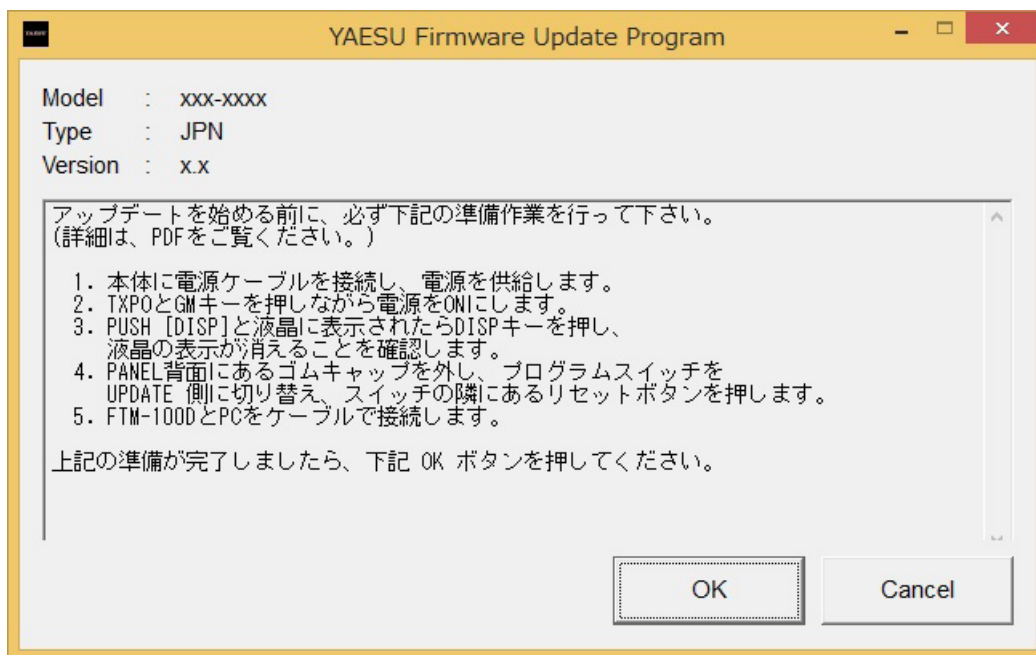 YAESU Firmware Update Program
Model : xxx-xxxx
Type : JPN
Version : x.x
アップデートを始める前に、必ず下記の準備作業を行って下さい。
(詳細は、PDFをご覧ください。)
1. 本体に電源ケーブルを接続し、電源を供給します。
2. TXPOとGMキーを押しながら電源をONにします。
3. PUSH [DISP]と液晶に表示されたらDISPキーを押し、
液晶の表示が消えることを確認します。
4. PANEL背面にあるゴムキャップを外し、プログラムスイッチを
UPDATE 側に切り替え、スイッチの隣にあるリセットボタンを押します。
5. FTM-100DとPCをケーブルで接続します。
上記の準備が完了しましたら、下記 OK ボタンを押してください。
OK Cancel